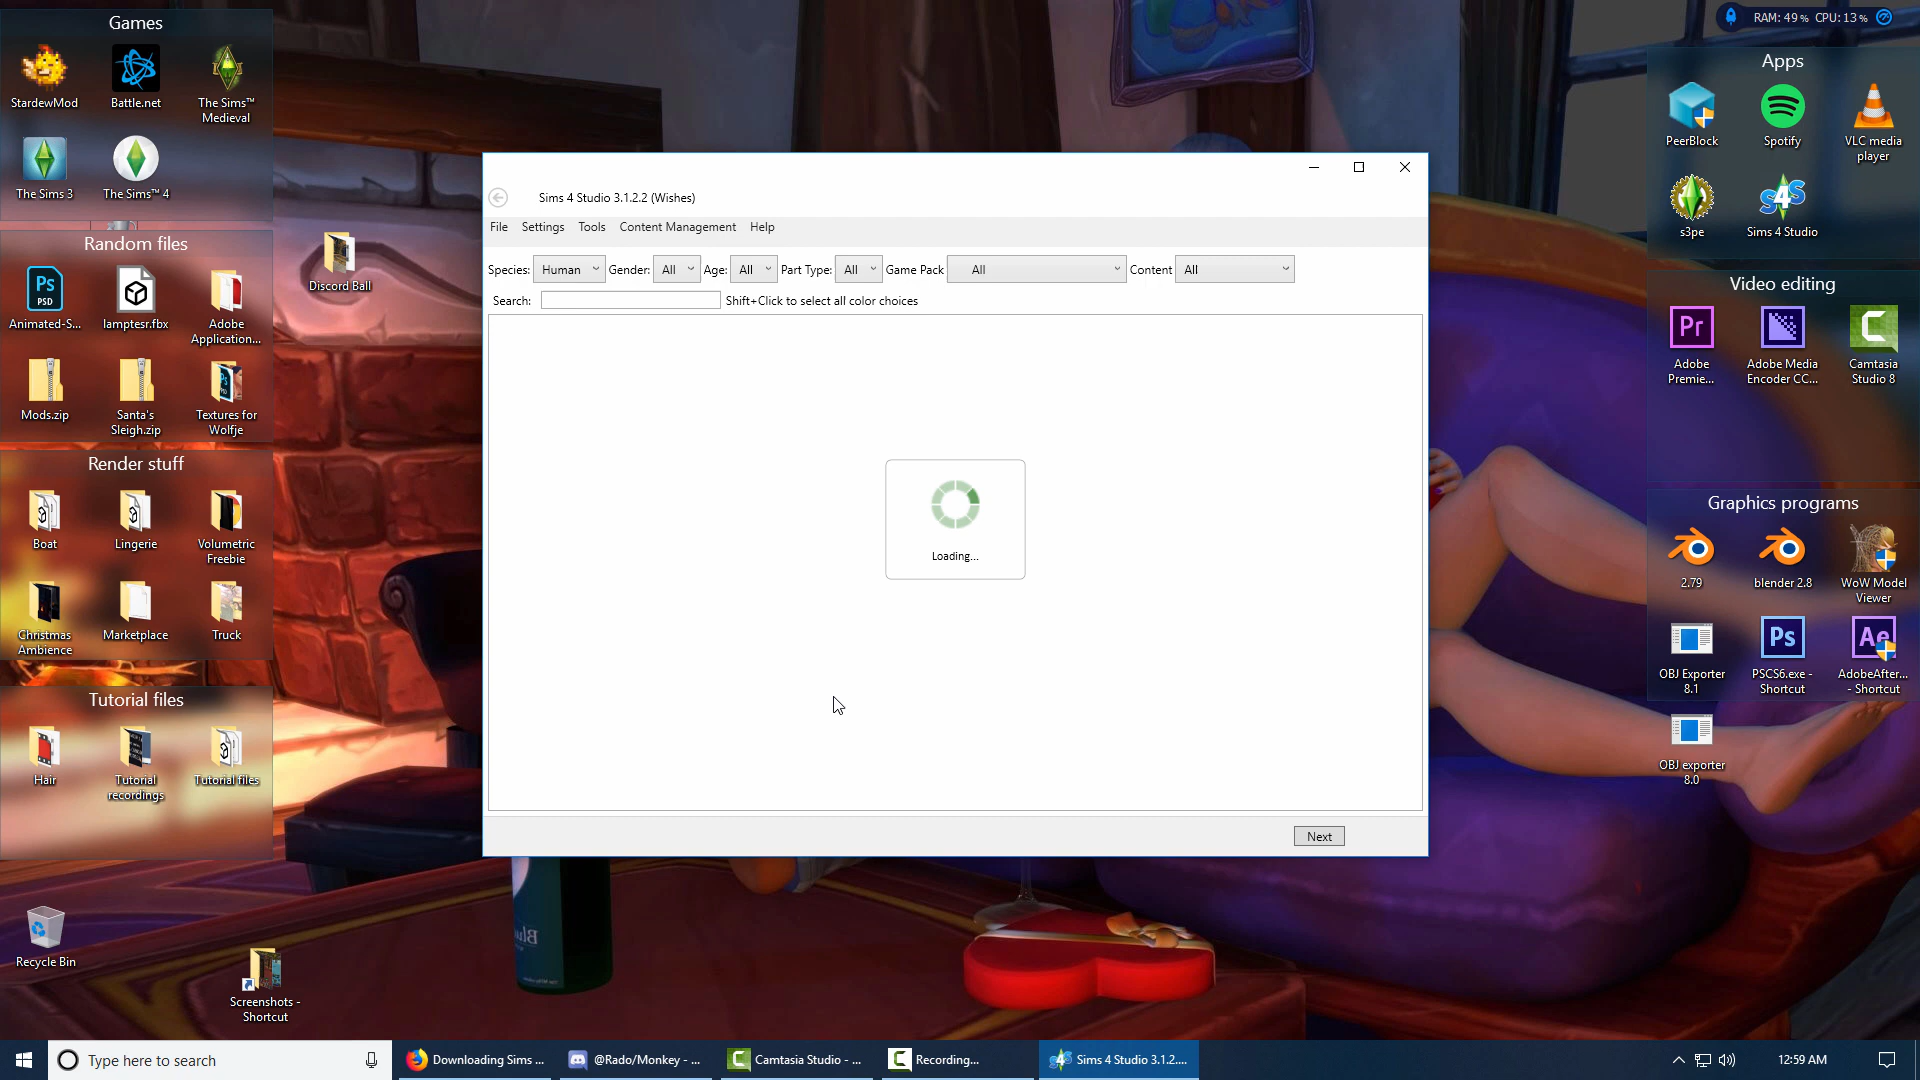 Games
StardewMod
Battle.net
The Sims™
Medieval
The Sims 3
The Sims™ 4
Random files
Animated-S...
lamptesr.fbx
Adobe
Application...
Mods.zip
Santa's
Sleigh.zip
Textures for
Wolfje
Render stuff
Boat
Lingerie
Volumetric
Freebie
Christmas
Ambience
Marketplace
Truck
Tutorial files
Hair
Tutorial
recordings
Tutorial files
Recycle Bin
Screenshots -
Shortcut
Discord Ball
Sims 4 Studio 3.1.2.2 (Wishes)
File Settings Tools Content Management Help
Species: Human Gender: All Age: All Part Type: All Game Pack All Content All
Search: Shift+Click to select all color choices
Loading...
Next
RAM: 49% CPU: 13%
Apps
PeerBlock
Spotify
VLC media
player
s3pe
Sims 4 Studio
Video editing
Adobe
Premie...
Adobe Media
Encoder CC...
Camtasia
Studio 8
Graphics programs
2.79
blender 2.8
WoW Model
Viewer
OBJ Exporter
8.1
PSCS6.exe -
Shortcut
AdobeAfter...
- Shortcut
OBJ exporter
8.0
Type here to search
Downloading Sims ...
@Rado/Monkey - ...
Camtasia Studio - ...
Recording...
Sims 4 Studio 3.1.2....
12:59 AM